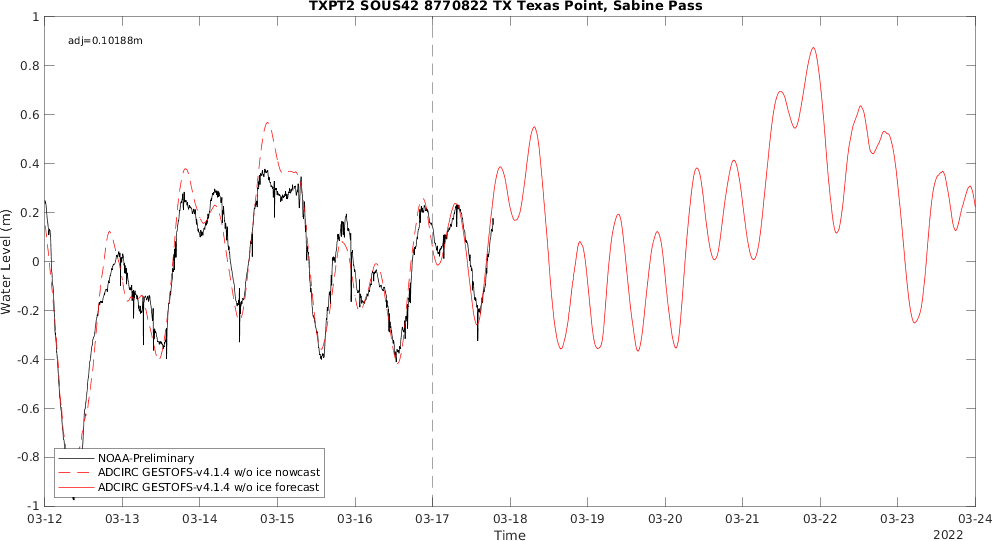 TXPT2 SOUS42 8770822 TX Texas Point, Sabine Pass
adj=0.10188m
1
0.8
0.6
0.4
0.2
0
-0.2
-0.4
-0.6
-0.8
-1
Water Level (m)
NOAA-Preliminary
ADCIRC GESTOFS-v4.1.4 w/o ice nowcast
ADCIRC GESTOFS-v4.1.4 w/o ice forecast
03-12 03-13 03-14 03-15 03-16 03-17 03-18 03-19 03-20 03-21 03-22 03-23 03-24
Time
2022